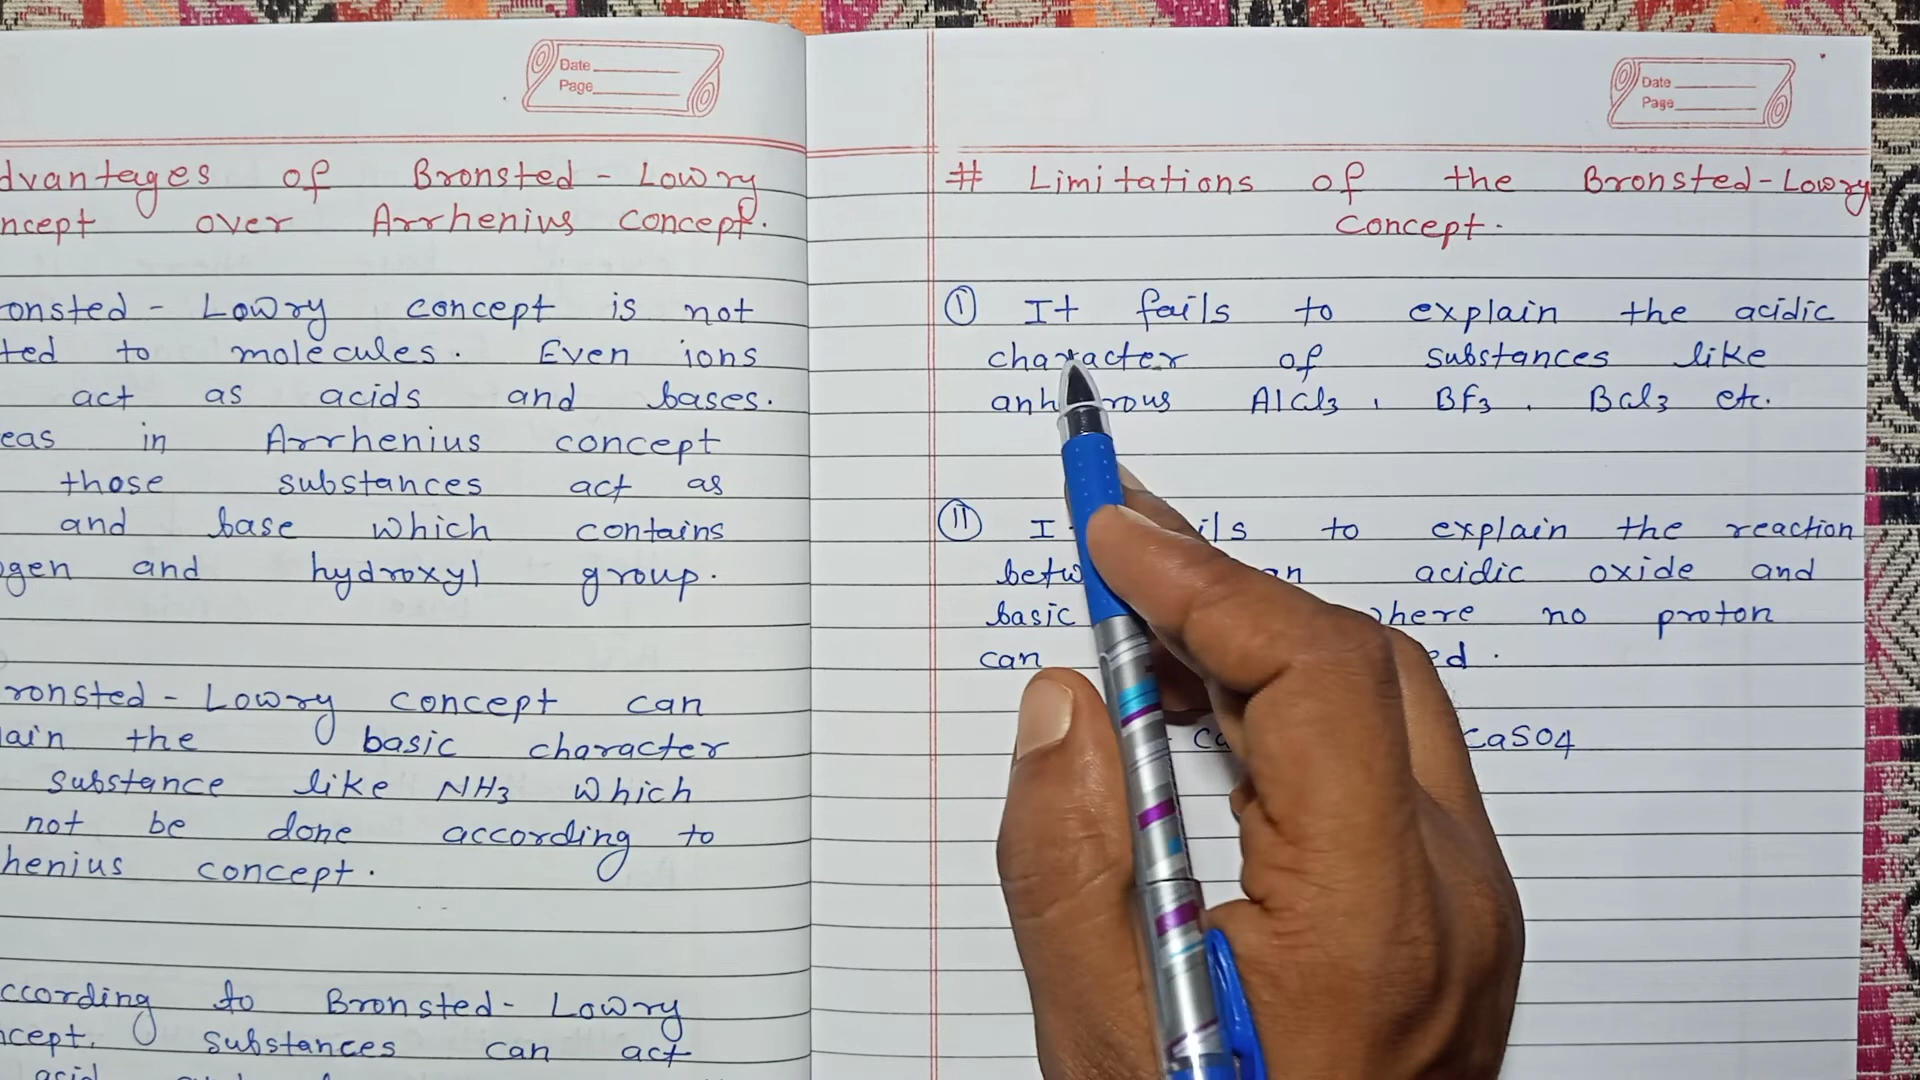 Date
Page
dvantages of Bronsted - Lowry
ncept over Arrhenius concept.
onsted - Lowry concept is not
ted to molecules. Even ions
act as acids and bases.
eas in Arrhenius concept
those substances act as
and base which contains
gen and hydroxyl group.
ronsted - Lowry concept can
ain the basic character
substance like NH3 which
not be done according to
henius concept.
ccording to Bronsted - Lowry
ncept, substances can act
acid
Date
Page
# Limitations of the Bronsted-Lowry
concept.
I It fails to explain the acidic
character of substances like
anh rous AlCl3, BF3, BCl3 etc.
II I ils to explain the reaction
betw en acidic oxide and
basic here no proton
can ed.
Ca CaSO4